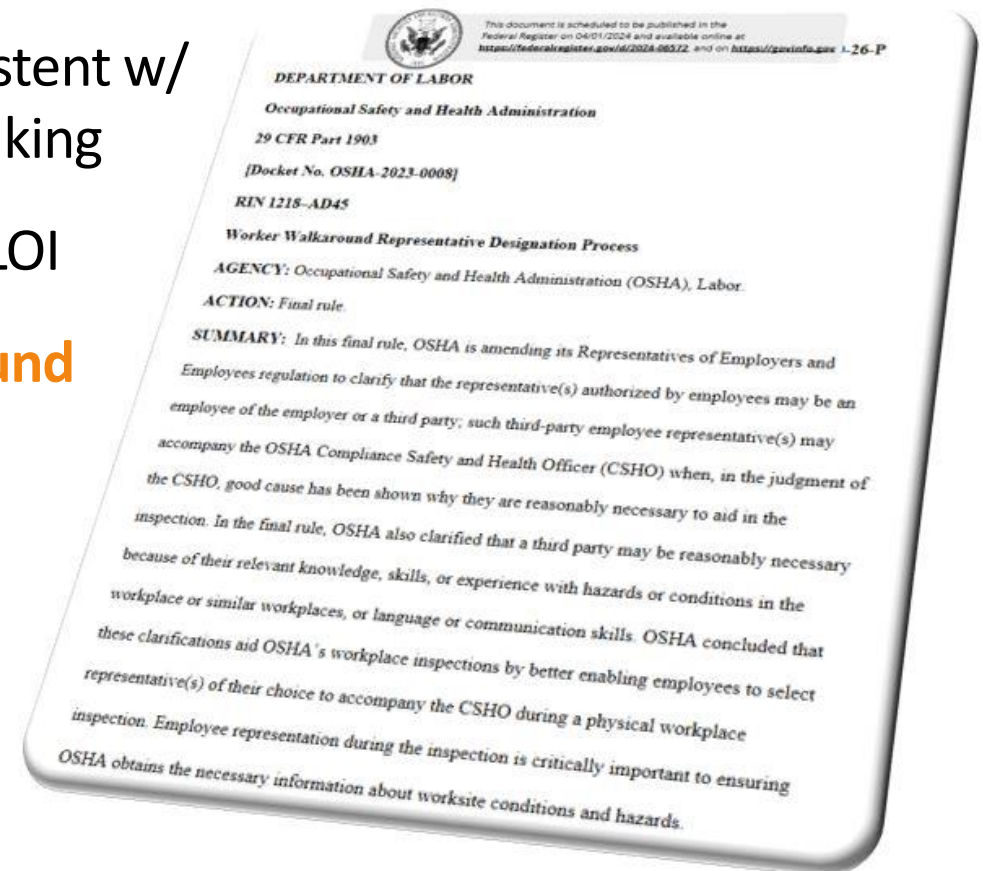 stent w/
king
LOI
und
This document is scheduled to be published in the
Federal Register on 04/01/2024 and available online at
https://federalregister.gov/d/2024-06572, and on https://govinfo.gov )-26-P
DEPARTMENT OF LABOR
Occupational Safety and Health Administration
29 CFR Part 1903
[Docket No. OSHA-2023-0008]
RIN 1218–AD45
Worker Walkaround Representative Designation Process
AGENCY: Occupational Safety and Health Administration (OSHA), Labor.
ACTION: Final rule.
SUMMARY: In this final rule, OSHA is amending its Representatives of Employers and
Employees regulation to clarify that the representative(s) authorized by employees may be an
employee of the employer or a third party; such third-party employee representative(s) may
accompany the OSHA Compliance Safety and Health Officer (CSHO) when, in the judgment of
the CSHO, good cause has been shown why they are reasonably necessary to aid in the
inspection. In the final rule, OSHA also clarified that a third party may be reasonably necessary
because of their relevant knowledge, skills, or experience with hazards or conditions in the
workplace or similar workplaces, or language or communication skills. OSHA concluded that
these clarifications aid OSHA's workplace inspections by better enabling employees to select
representative(s) of their choice to accompany the CSHO during a physical workplace
inspection. Employee representation during the inspection is critically important to ensuring
OSHA obtains the necessary information about worksite conditions and hazards.